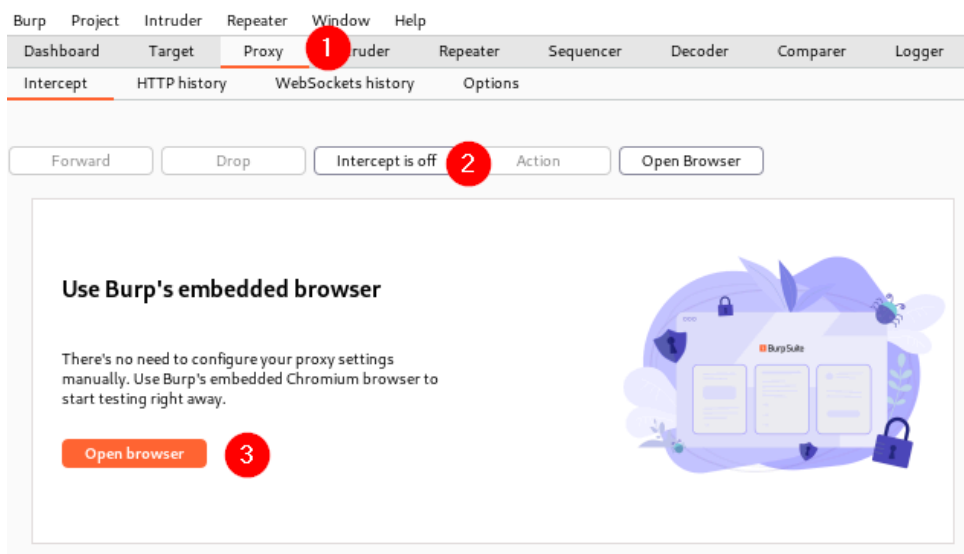 Burp Project Intruder Repeater Window Help
Dashboard Target Proxy 1 truder Repeater Sequencer Decoder Comparer Logger
Intercept HTTP history WebSockets history Options
Forward Drop Intercept is off 2 Action Open Browser
Use Burp's embedded browser
There's no need to configure your proxy settings
manually. Use Burp's embedded Chromium browser to
start testing right away.
Open browser 3
BurpSuite